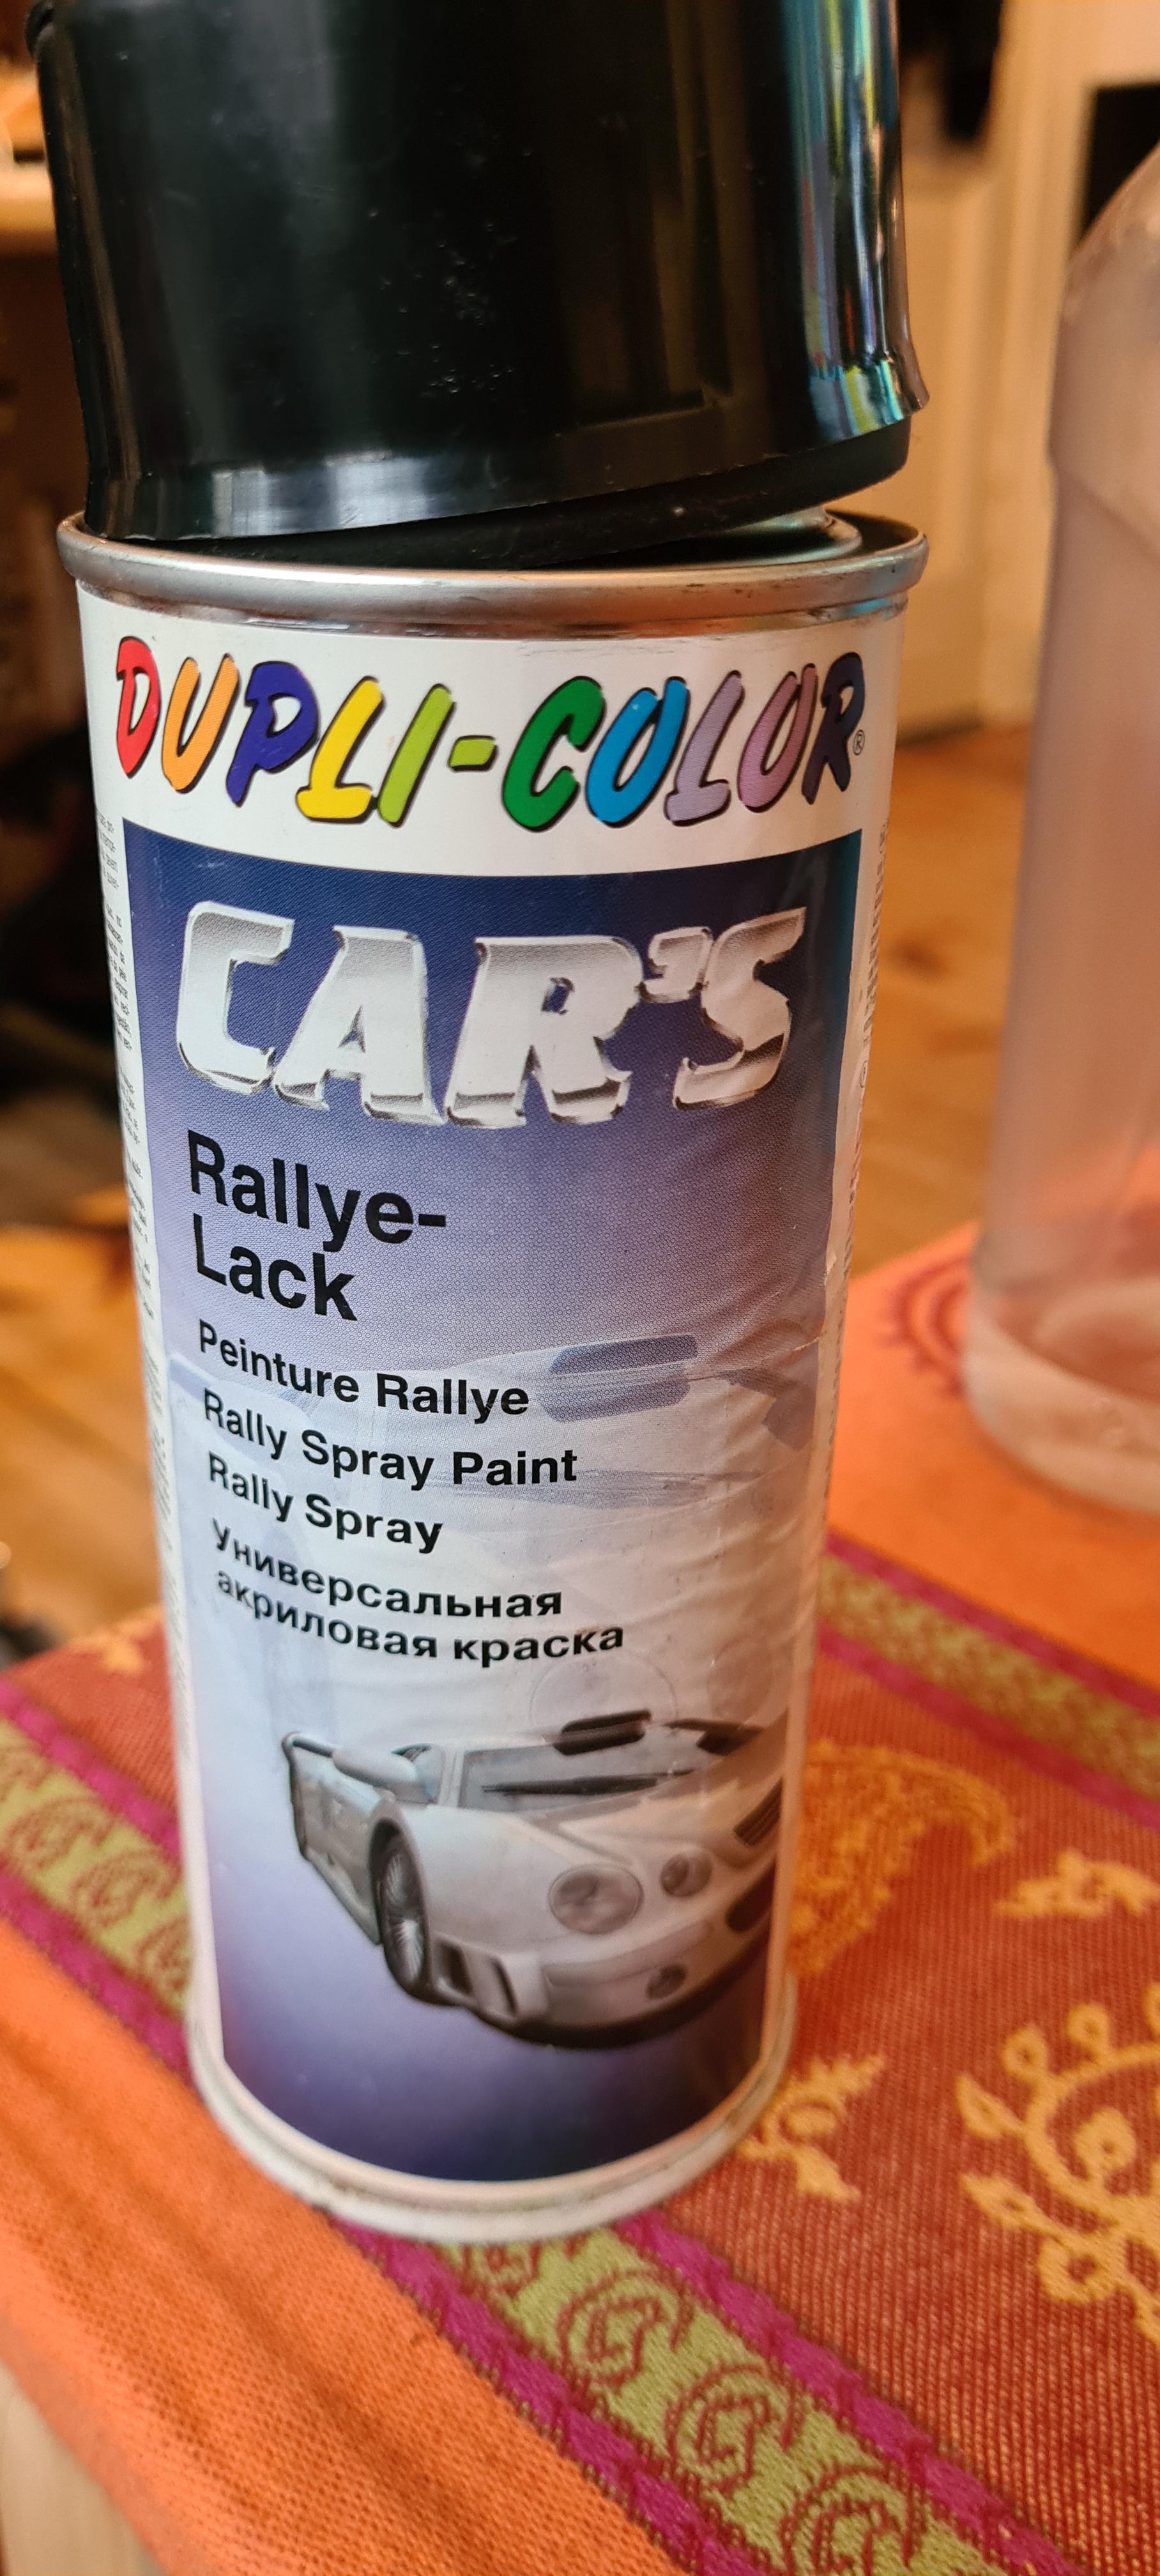 DUPLI-COLOR®
CAR'S
Rallye-
Lack
Peinture Rallye
Rally Spray Paint
Rally Spray
Универсальная
акриловая краска